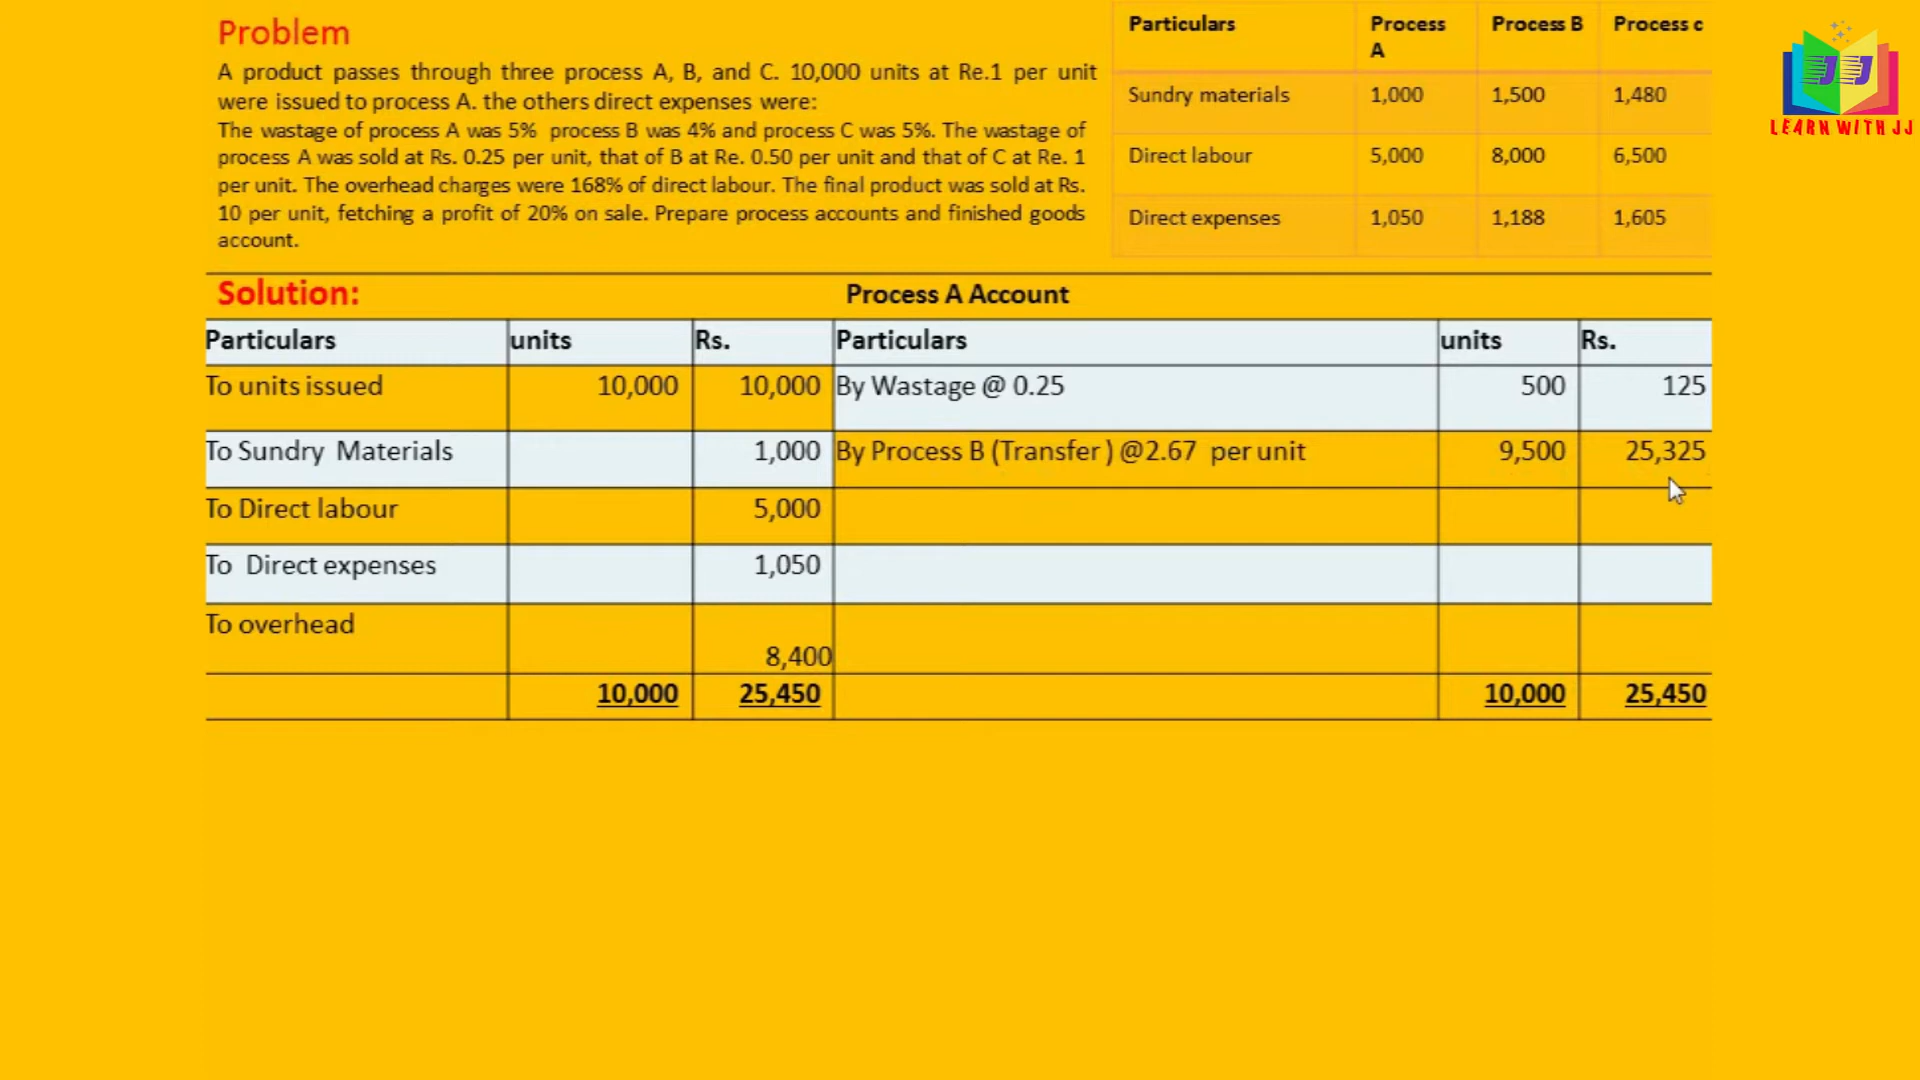 Problem
A product passes through three process A, B, and C. 10,000 units at Re.1 per unit
were issued to process A. the others direct expenses were:
The wastage of process A was 5% process B was 4% and process C was 5%. The wastage of
process A was sold at Rs. 0.25 per unit, that of B at Re. 0.50 per unit and that of C at Re. 1
per unit. The overhead charges were 168% of direct labour. The final product was sold at Rs.
10 per unit, fetching a profit of 20% on sale. Prepare process accounts and finished goods
account.
Particulars Process A Process B Process c
Sundry materials 1,000 1,500 1,480
Direct labour 5,000 8,000 6,500
Direct expenses 1,050 1,188 1,605
JJ
LEARN WITH JJ
Solution: Process A Account
Particulars units Rs. Particulars units Rs.
To units issued 10,000 10,000 By Wastage @ 0.25 500 125
To Sundry Materials 1,000 By Process B (Transfer ) @2.67 per unit 9,500 25,325
To Direct labour 5,000
To Direct expenses 1,050
To overhead
8,400
10,000 25,450 10,000 25,450